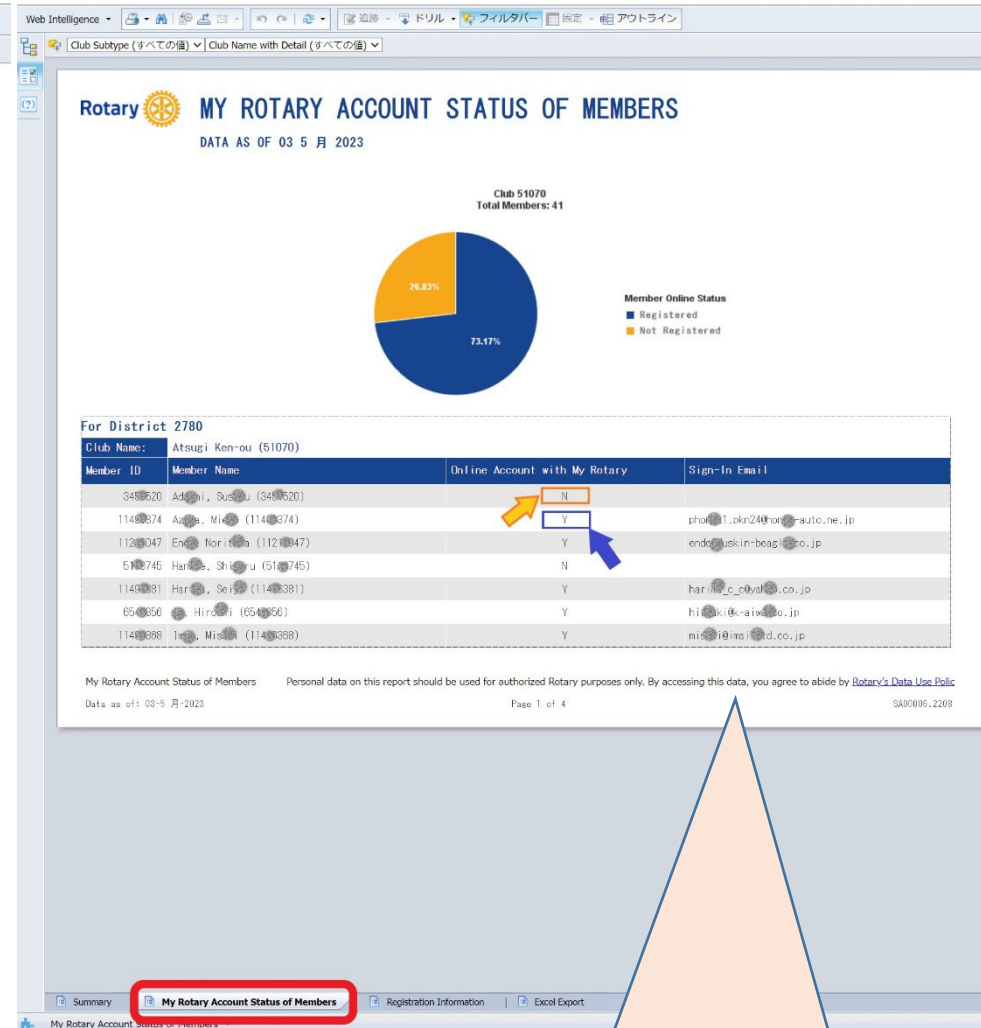 Web Intelligence 追跡 ドリル フィルタバー 固定 アウトライン
Club Subtype (すべての値) Club Name with Detail (すべての値)
Rotary MY ROTARY ACCOUNT STATUS OF MEMBERS
DATA AS OF 03 5 月 2023
Club 51070
Total Members: 41
26.83%
73.17%
Member Online Status
Registered
Not Registered
For District 2780
Club Name: Atsugi Ken-ou (51070)
Member ID Member Name Online Account with My Rotary Sign-In Email
N
Y
Y
N
Y
Y
Y
My Rotary Account Status of Members Personal data on this report should be used for authorized Rotary purposes only. By accessing this data, you agree to abide by Rotary's Data Use Polic
Data as of: 03-5 月-2023 Page 1 of 4 SA00006.2208
Summary My Rotary Account Status of Members Registration Information Excel Export
My Rotary Account Status of Members